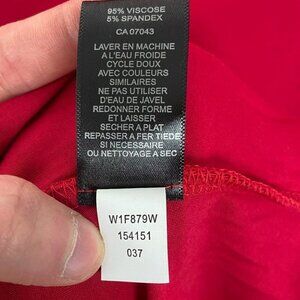 95% VISCOSE
5% SPANDEX
CA 07043
LAVER EN MACHINE
A L'EAU FROIDE
CYCLE DOUX
AVEC COULEURS
SIMILAIRES
NE PAS UTILISER
D'EAU DE JAVEL
REDONNER FORME
ET LAISSER
SECHER A PLAT
REPASSER A FER TIEDE
SI NECESSAIRE
OU NETTOYAGE A SEC
W1F879W
154151
037